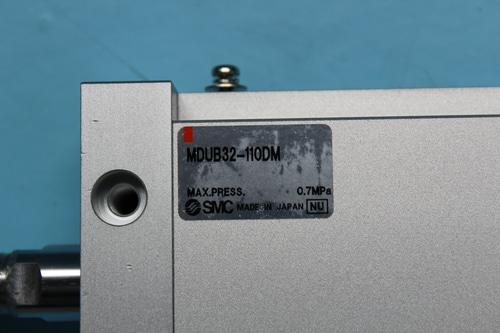 MDUB32-110DM
MAX.PRESS. 0.7MPa
SMC MADE IN JAPAN NU